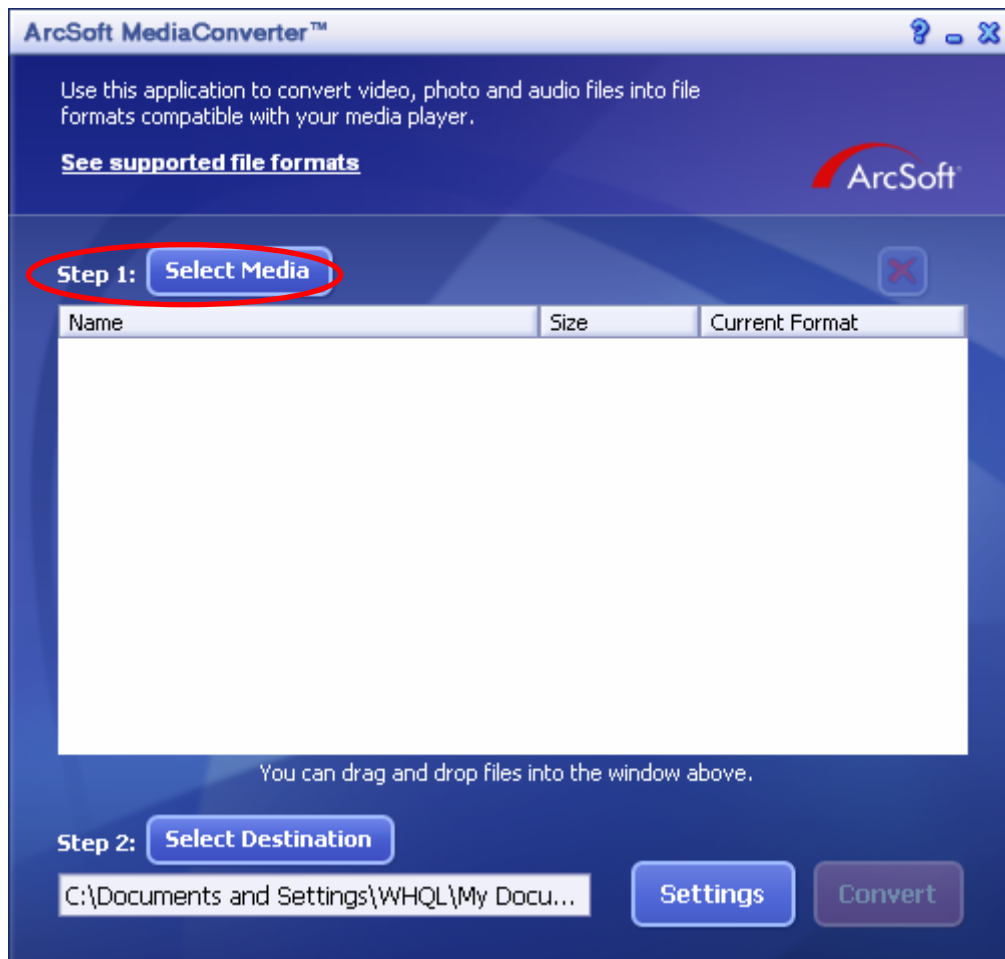 ArcSoft MediaConverter™
Use this application to convert video, photo and audio files into file
formats compatible with your media player.
See supported file formats
ArcSoft
Step 1: Select Media
Name Size Current Format
You can drag and drop files into the window above.
Step 2: Select Destination
C:\Documents and Settings\WHQL\My Docu...
Settings Convert